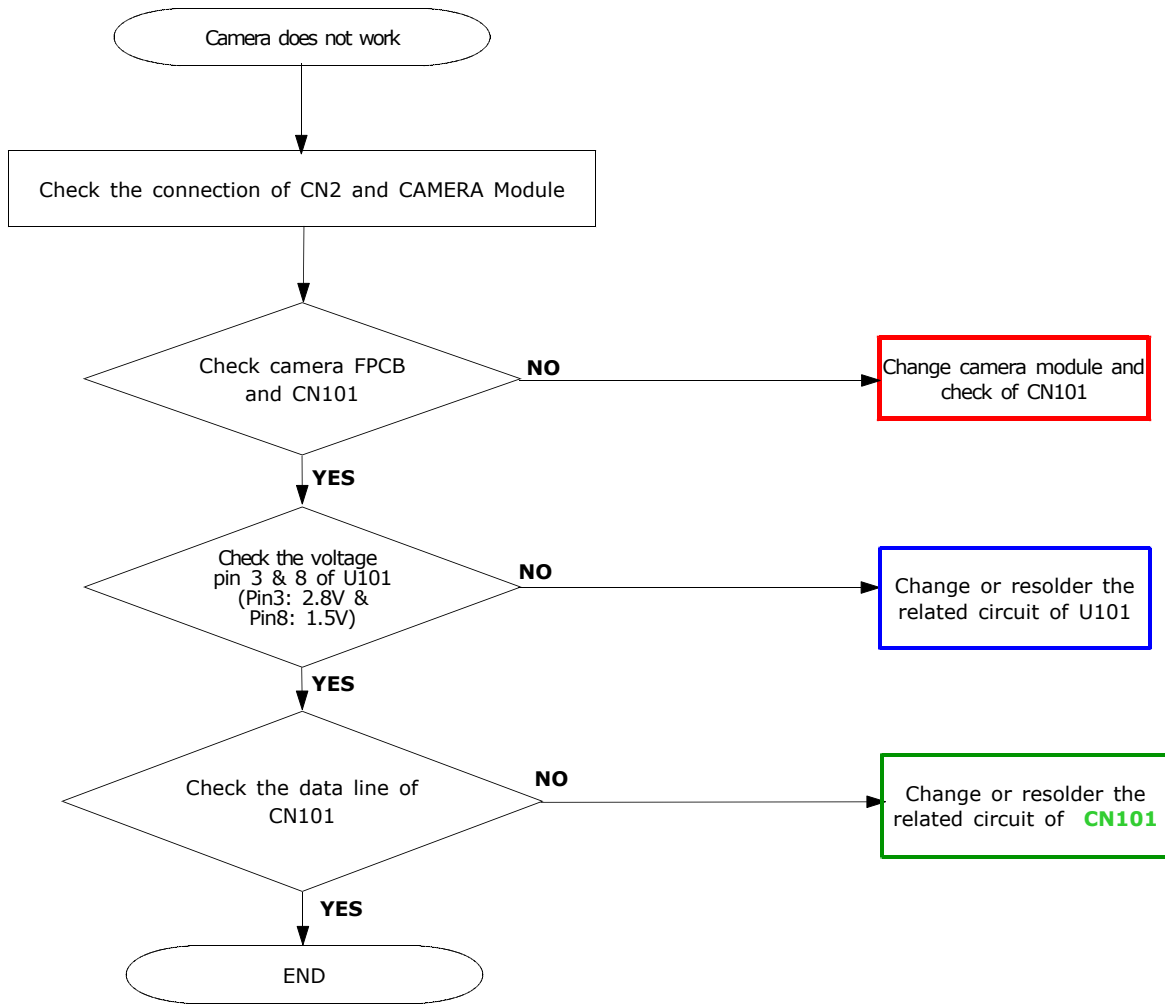 Camera does not work
Check the connection of CN2 and CAMERA Module
Check camera FPCB
and CN101
NO
Change camera module and
check of CN101
YES
Check the voltage
pin 3 & 8 of U101
(Pin3: 2.8V &
Pin8: 1.5V)
NO
Change or resolder the
related circuit of U101
YES
Check the data line of
CN101
NO
Change or resolder the
related circuit of CN101
YES
END